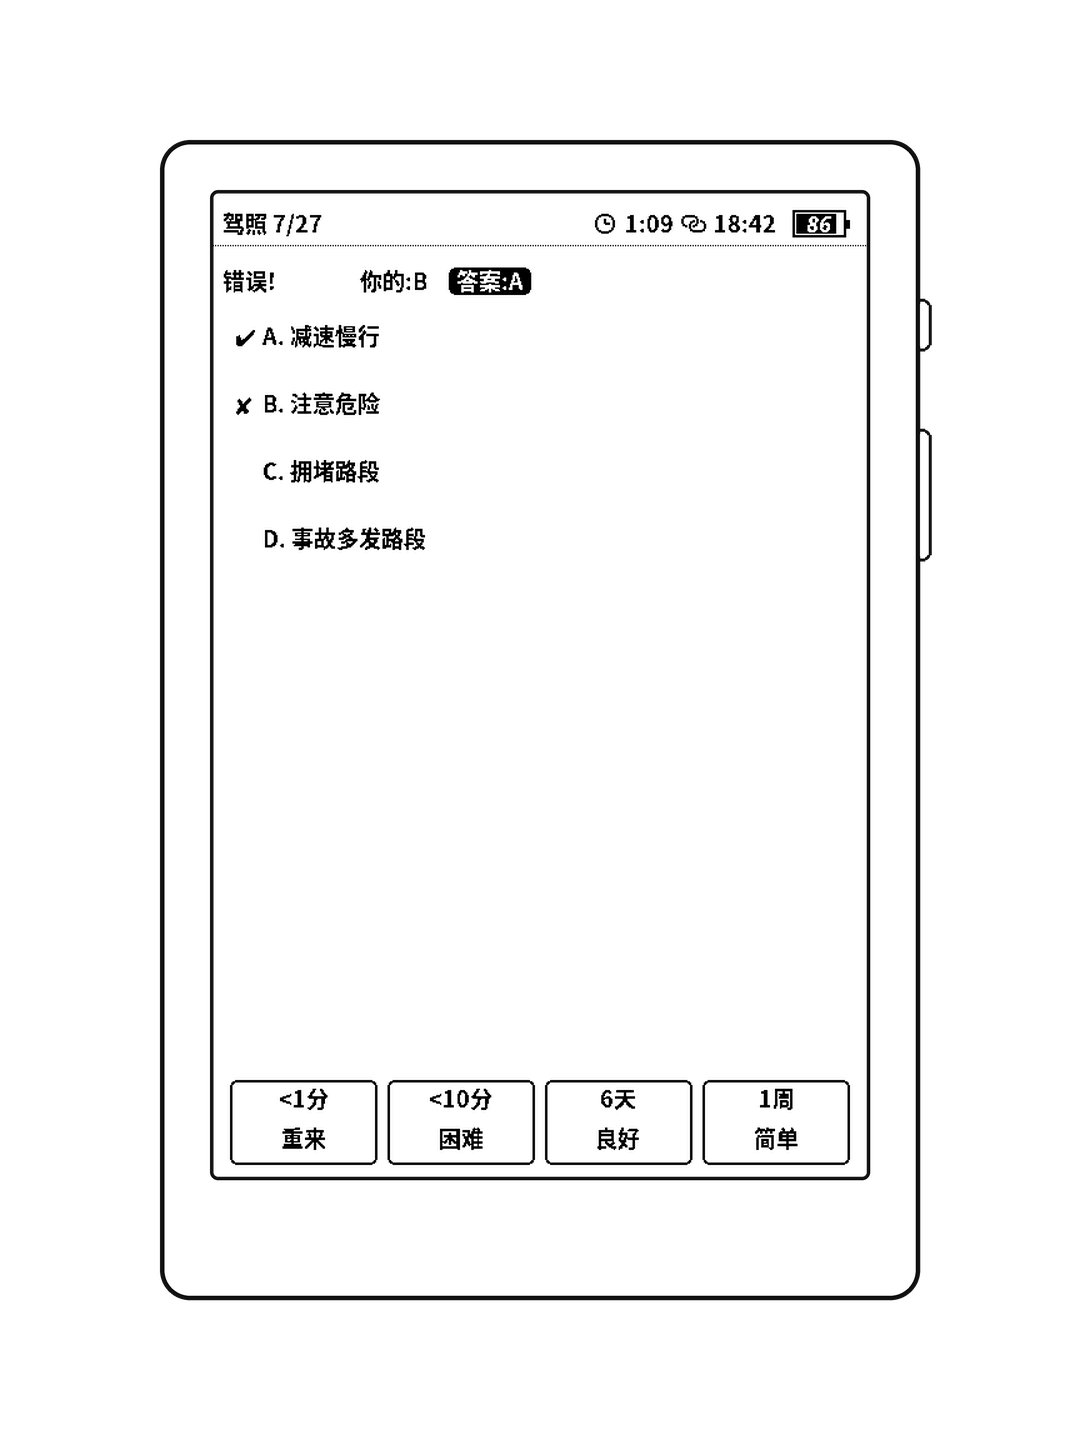 驾照 7/27 1:09 18:42 86
错误! 你的:B 答案:A
✔ A. 减速慢行
✘ B. 注意危险
C. 拥堵路段
D. 事故多发路段
<1分 <10分 6天 1周
重来 困难 良好 简单